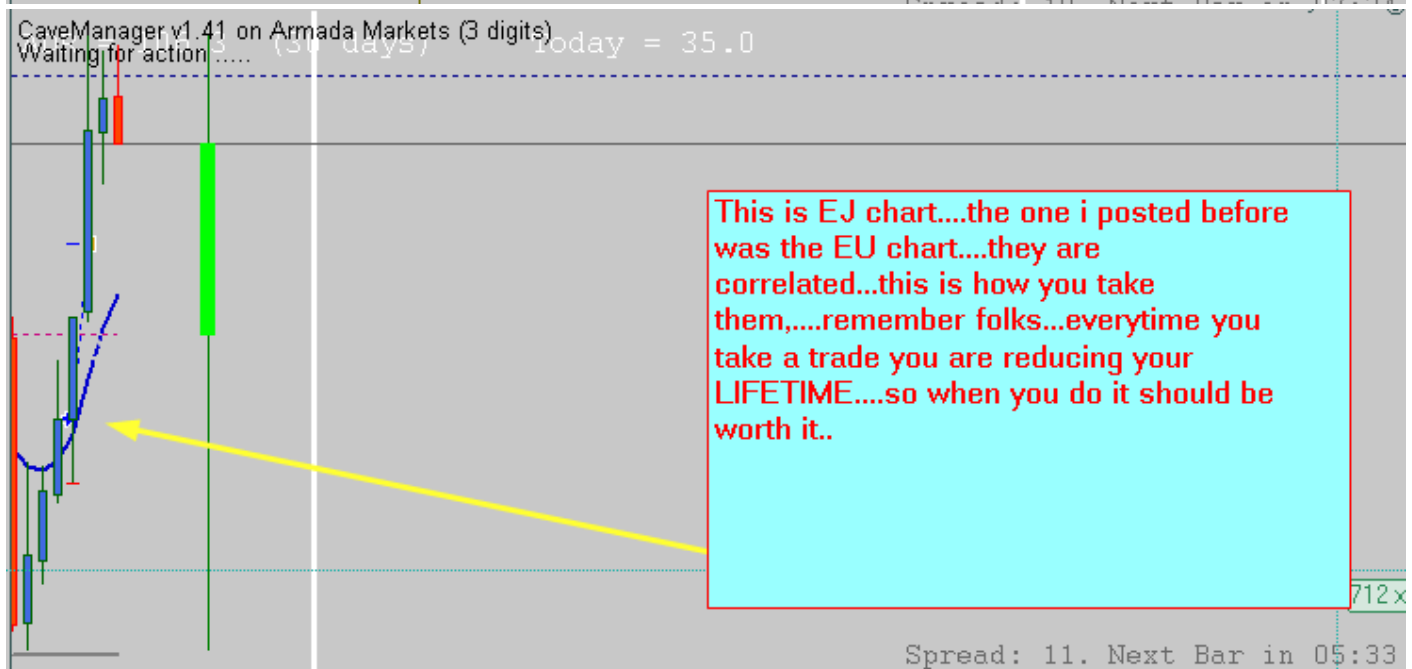 CaveManager v1.41 on Armada Markets (3 digits)
Waiting for action .....
(30 days) Today = 35.0
This is EJ chart....the one i posted before
was the EU chart....they are
correlated...this is how you take
them,....remember folks...everytime you
take a trade you are reducing your
LIFETIME....so when you do it should be
worth it..
712 x
Spread: 11. Next Bar in 05:33